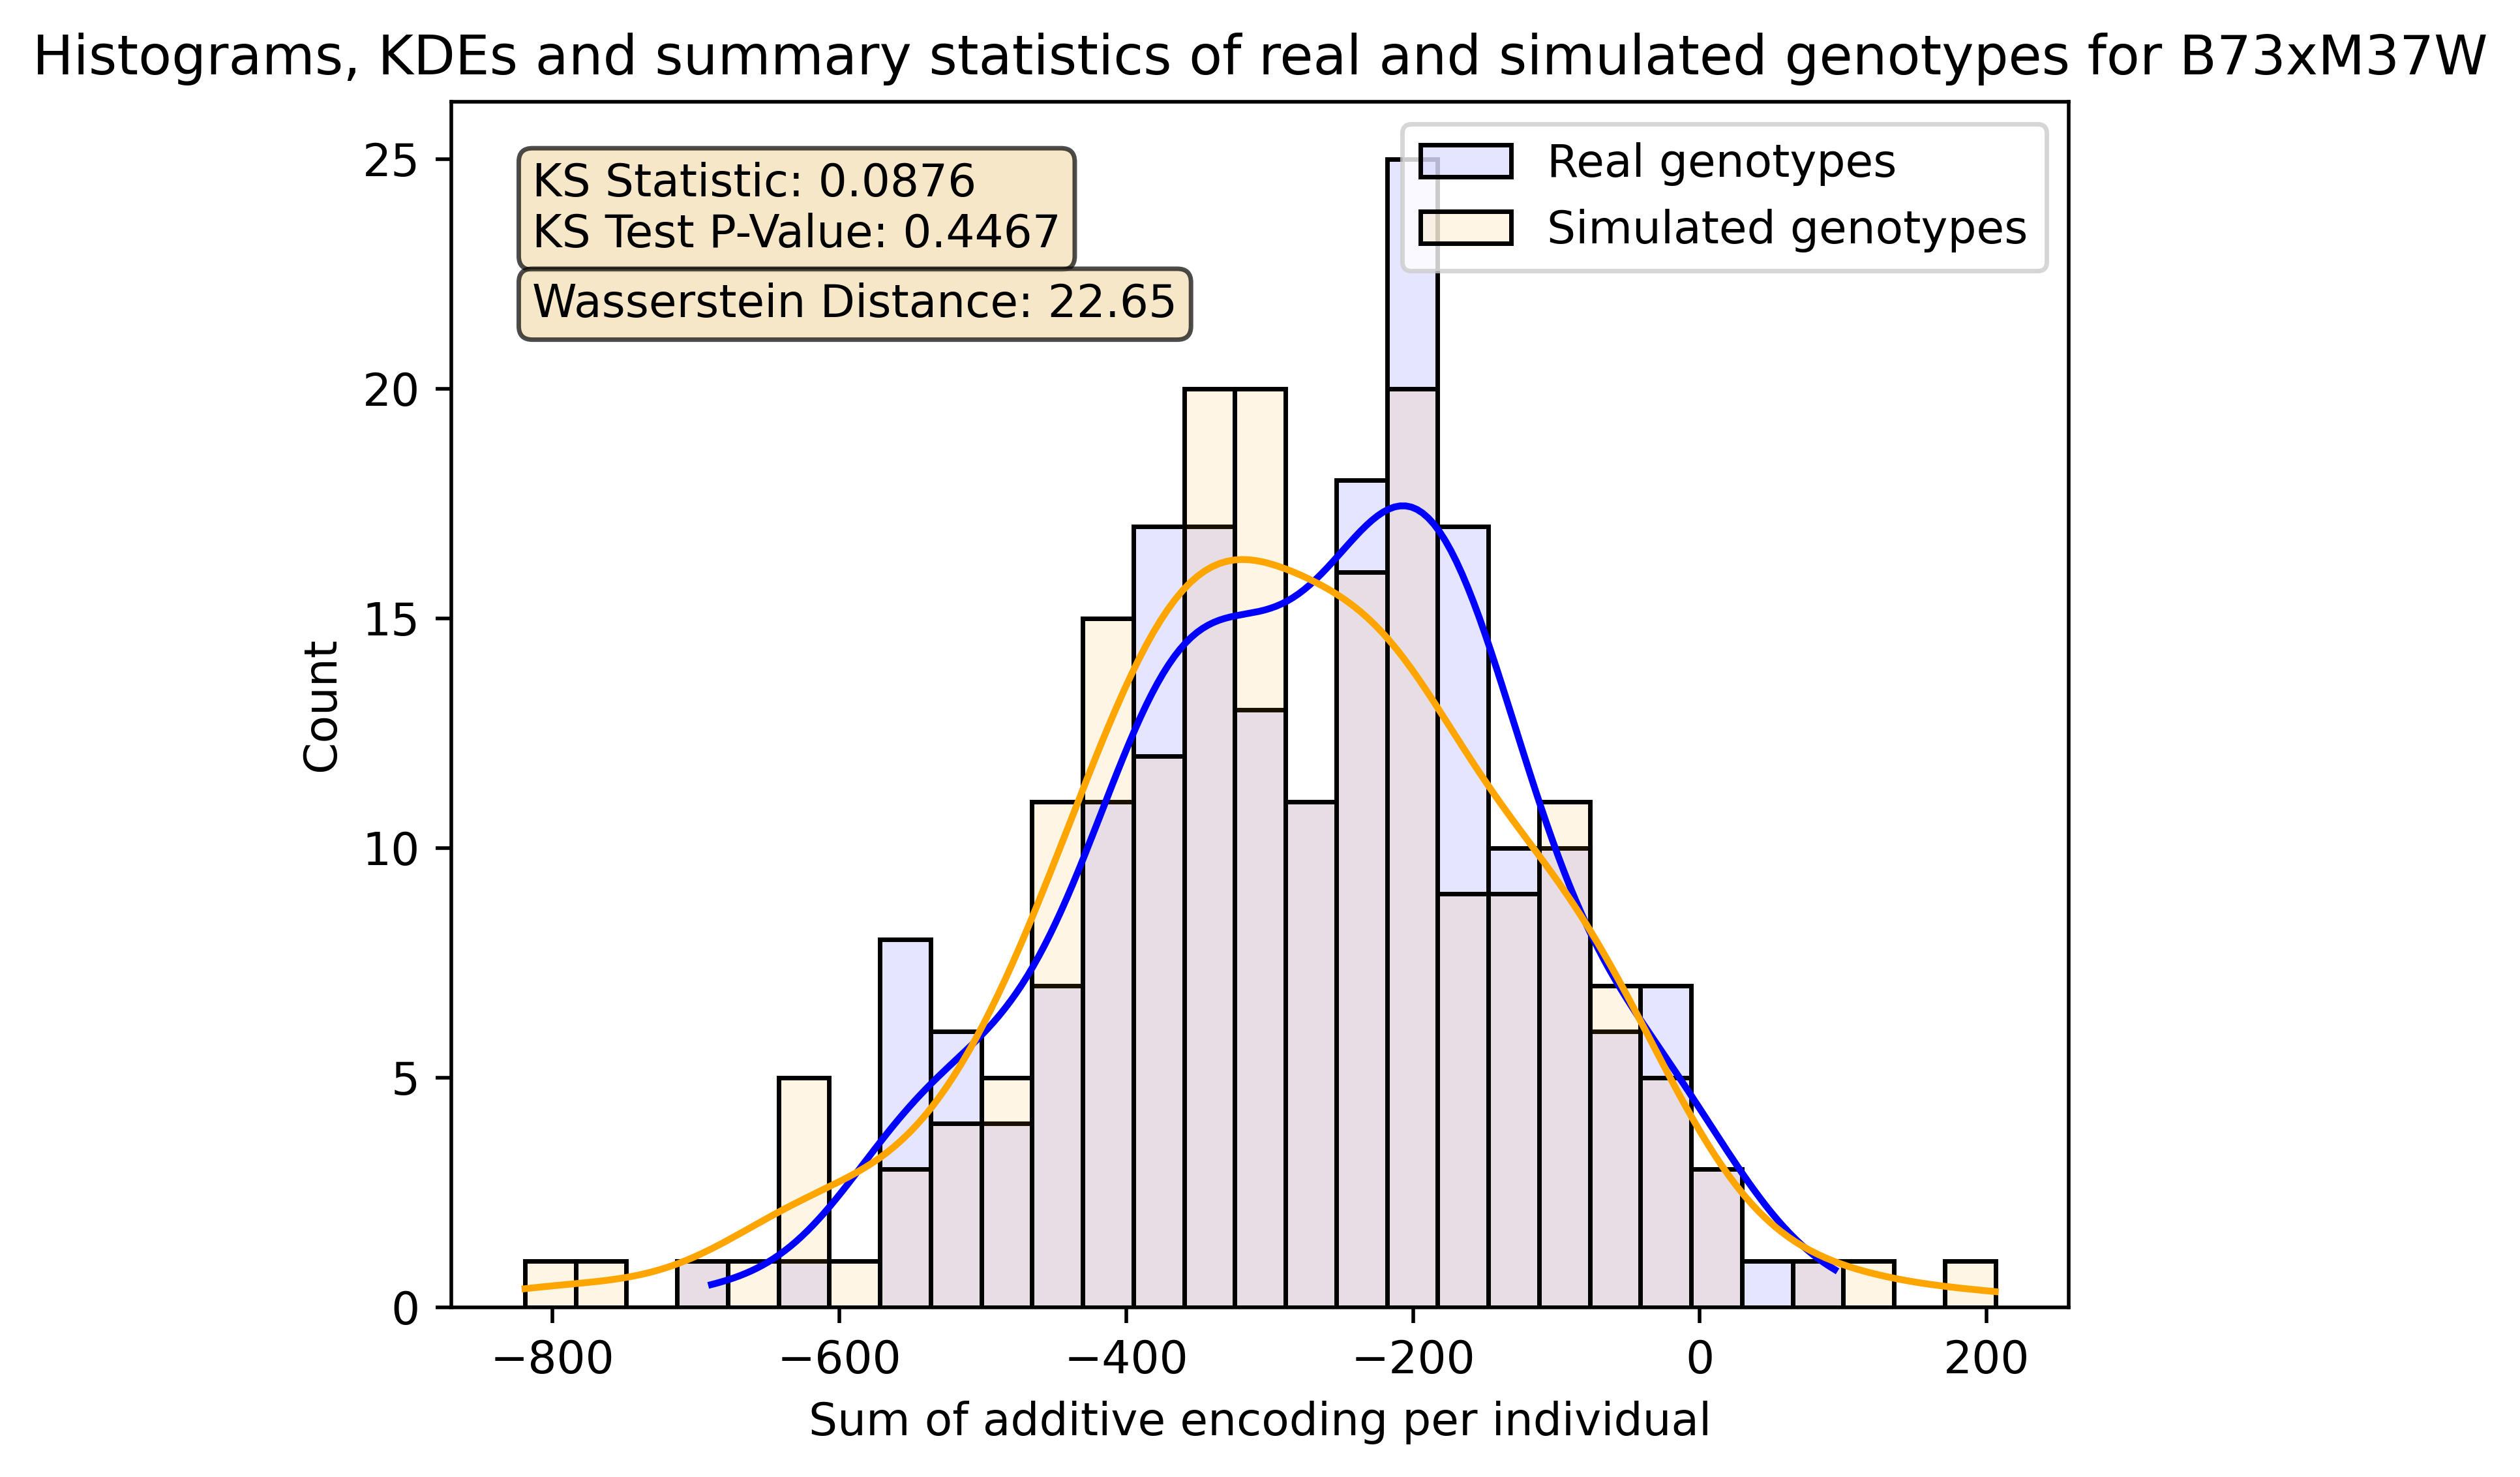 Histograms, KDEs and summary statistics of real and simulated genotypes for B73xM37W
KS Statistic: 0.0876
KS Test P-Value: 0.4467
Wasserstein Distance: 22.65
Real genotypes
Simulated genotypes
Count
25
20
15
10
5
0
−800
−600
−400
−200
0
200
Sum of additive encoding per individual